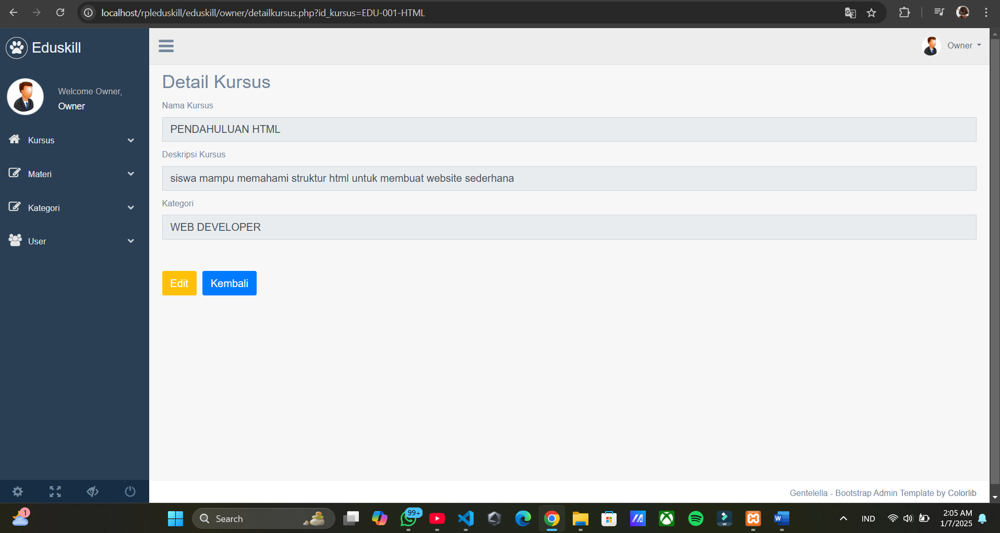 localhost/rpleduskill/eduskill/owner/detailkursus.php?id_kursus=EDU-001-HTML
Eduskill
Owner
Welcome Owner,
Owner
Kursus
Materi
Kategori
User
Detail Kursus
Nama Kursus
PENDAHULUAN HTML
Deskripsi Kursus
siswa mampu memahami struktur html untuk membuat website sederhana
Kategori
WEB DEVELOPER
Edit Kembali
Gentelella - Bootstrap Admin Template by Colorlib
1
Search
99+
IND
2:05 AM
1/7/2025